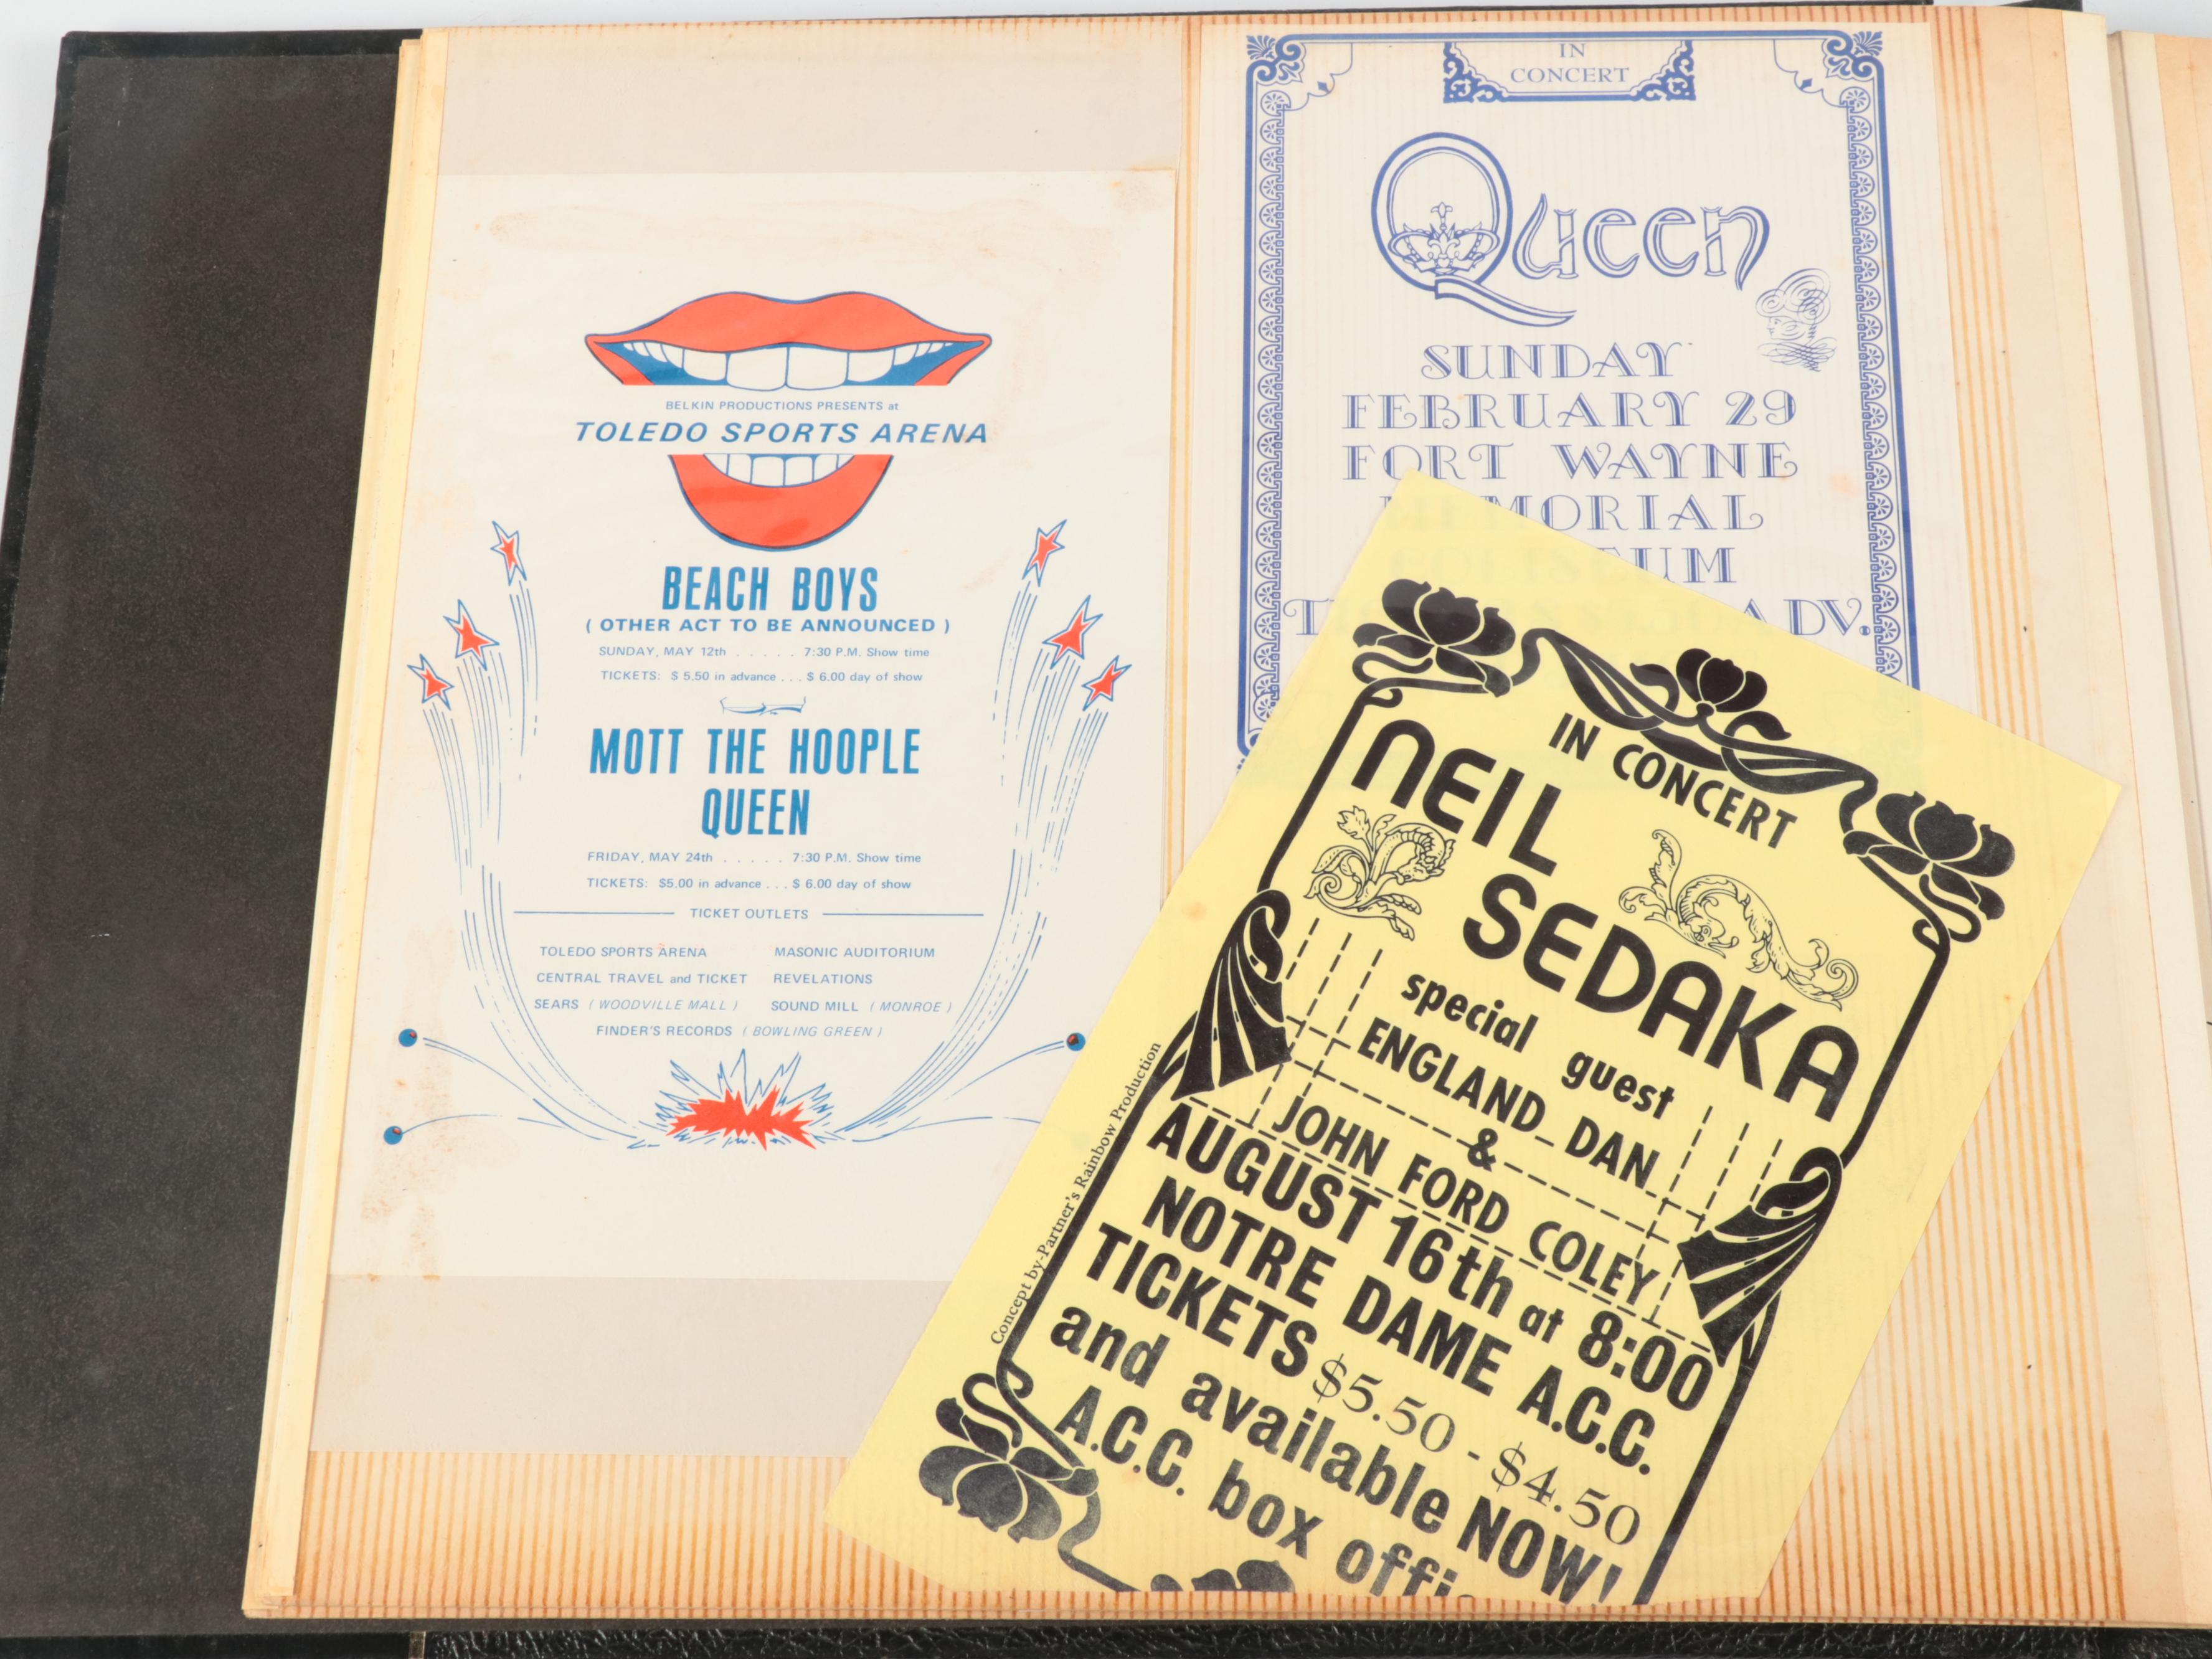 BELKIN PRODUCTIONS PRESENTS at
TOLEDO SPORTS ARENA
BEACH BOYS
( OTHER ACT TO BE ANNOUNCED )
SUNDAY, MAY 12th . . . . . 7:30 P.M. Show time
TICKETS: $ 5.50 in advance . . . $ 6.00 day of show
MOTT THE HOOPLE
QUEEN
FRIDAY, MAY 24th . . . . . 7:30 P.M. Show time
TICKETS: $5.00 in advance . . . $ 6.00 day of show
TICKET OUTLETS
TOLEDO SPORTS ARENA MASONIC AUDITORIUM
CENTRAL TRAVEL and TICKET REVELATIONS
SEARS ( WOODVILLE MALL ) SOUND MILL ( MONROE )
FINDER'S RECORDS ( BOWLING GREEN )
IN
CONCERT
Queen
SUNDAY
FEBRUARY 29
FORT WAYNE
MEMORIAL
COLISEUM
ADV.
IN CONCERT
NEIL
SEDAKA
special guest
ENGLAND DAN
&
JOHN FORD COLEY
AUGUST 16th at 8:00
NOTRE DAME A.C.C.
TICKETS $5.50 - $4.50
and available NOW!
A.C.C. box offi
Concept by-Partner's Rainbow Production